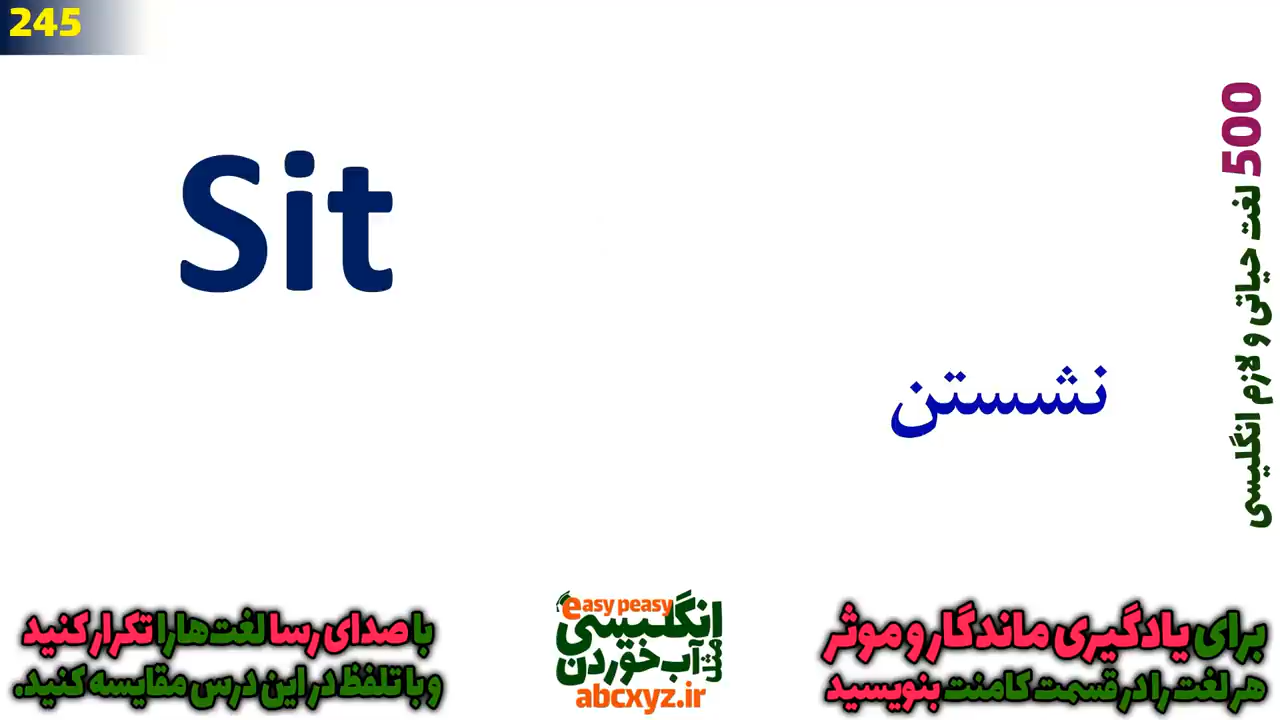 245
Sit
نشستن
500 لغت حیاتی و لازم انگلیسی
برای یادگیری ماندگار و موثر
هر لغت را در قسمت کامنت بنویسید
easy peasy
انگلیسی
مثل آب خوردن
abcxyz.ir
با صدای رسا لغت‌ها را تکرار کنید
و با تلفظ در این درس مقایسه کنید.